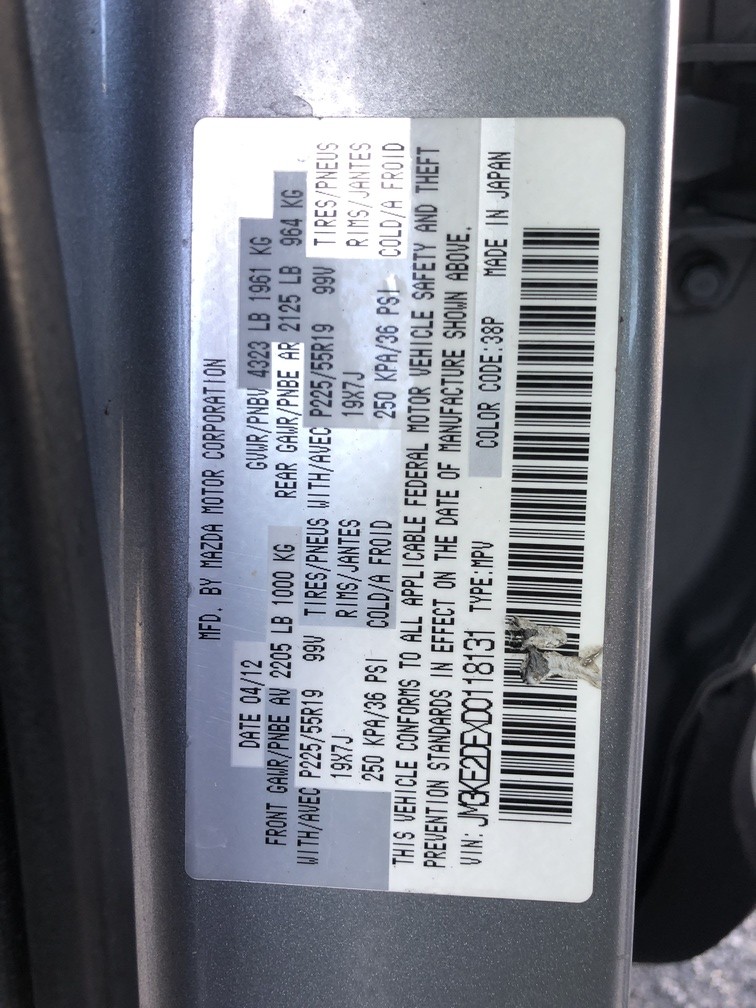 MFD. BY MAZDA MOTOR CORPORATION
DATE 04/12 GVWR/PNBV 4323 LB 1961 KG
FRONT GAWR/PNBE AV 2205 LB 1000 KG REAR GAWR/PNBE AR 2125 LB 964 KG
WITH/AVEC P225/55R19 99V TIRES/PNEUS WITH/AVEC P225/55R19 99V TIRES/PNEUS
19X7J RIMS/JANTES 19X7J RIMS/JANTES
250 KPA/36 PSI COLD/A FROID 250 KPA/36 PSI COLD/A FROID
THIS VEHICLE CONFORMS TO ALL APPLICABLE FEDERAL MOTOR VEHICLE SAFETY AND THEFT
PREVENTION STANDARDS IN EFFECT ON THE DATE OF MANUFACTURE SHOWN ABOVE.
VIN: JM3KE2DEXD0118131 TYPE:MPV COLOR CODE:38P MADE IN JAPAN